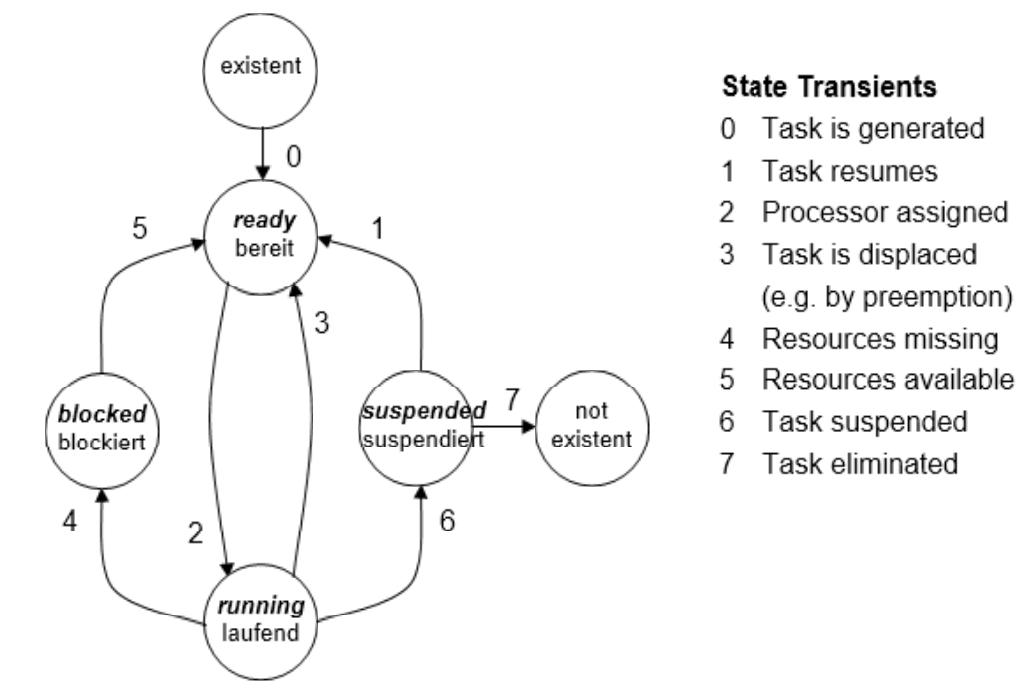 existent
0
ready
bereit
5
1
3
blocked
blockiert
suspended
suspendiert
7
not
existent
4
2
6
running
laufend
State Transients
0 Task is generated
1 Task resumes
2 Processor assigned
3 Task is displaced
(e.g. by preemption)
4 Resources missing
5 Resources available
6 Task suspended
7 Task eliminated